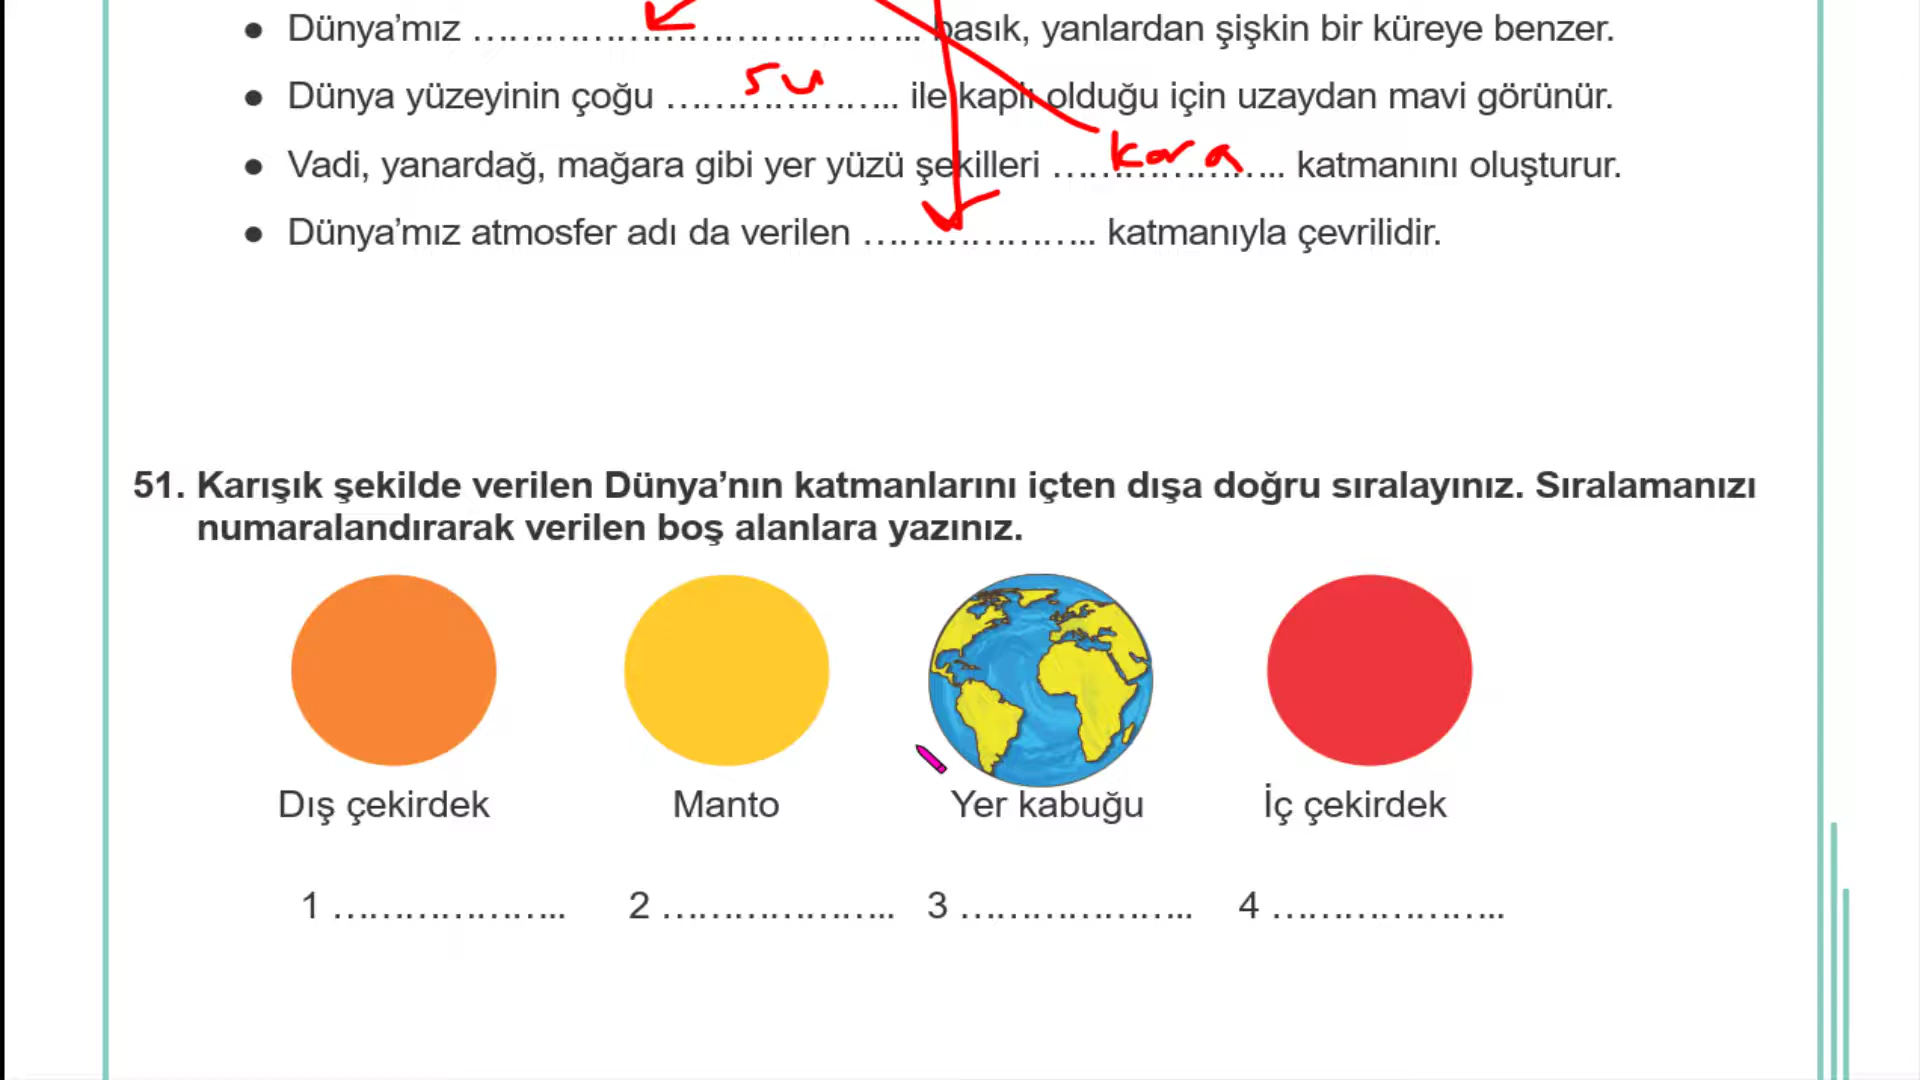 ● Dünya’mız ……………………………….. basık, yanlardan şişkin bir küreye benzer.
● Dünya yüzeyinin çoğu ……su………….. ile kaplı olduğu için uzaydan mavi görünür.
● Vadi, yanardağ, mağara gibi yer yüzü şekilleri ……kara……….. katmanını oluşturur.
● Dünya’mız atmosfer adı da verilen ……………….. katmanıyla çevrilidir.
51. Karışık şekilde verilen Dünya’nın katmanlarını içten dışa doğru sıralayınız. Sıralamanızı
numaralandırarak verilen boş alanlara yazınız.
Dış çekirdek Manto Yer kabuğu İç çekirdek
1 ……………….. 2 ……………….. 3 ……………….. 4 ………………..